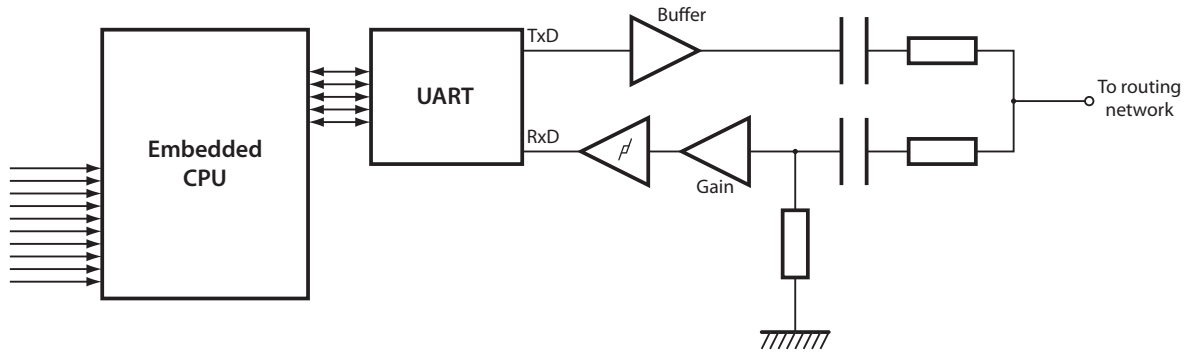 Buffer
TxD
UART
To routing
network
RxD
Embedded
CPU
Gain